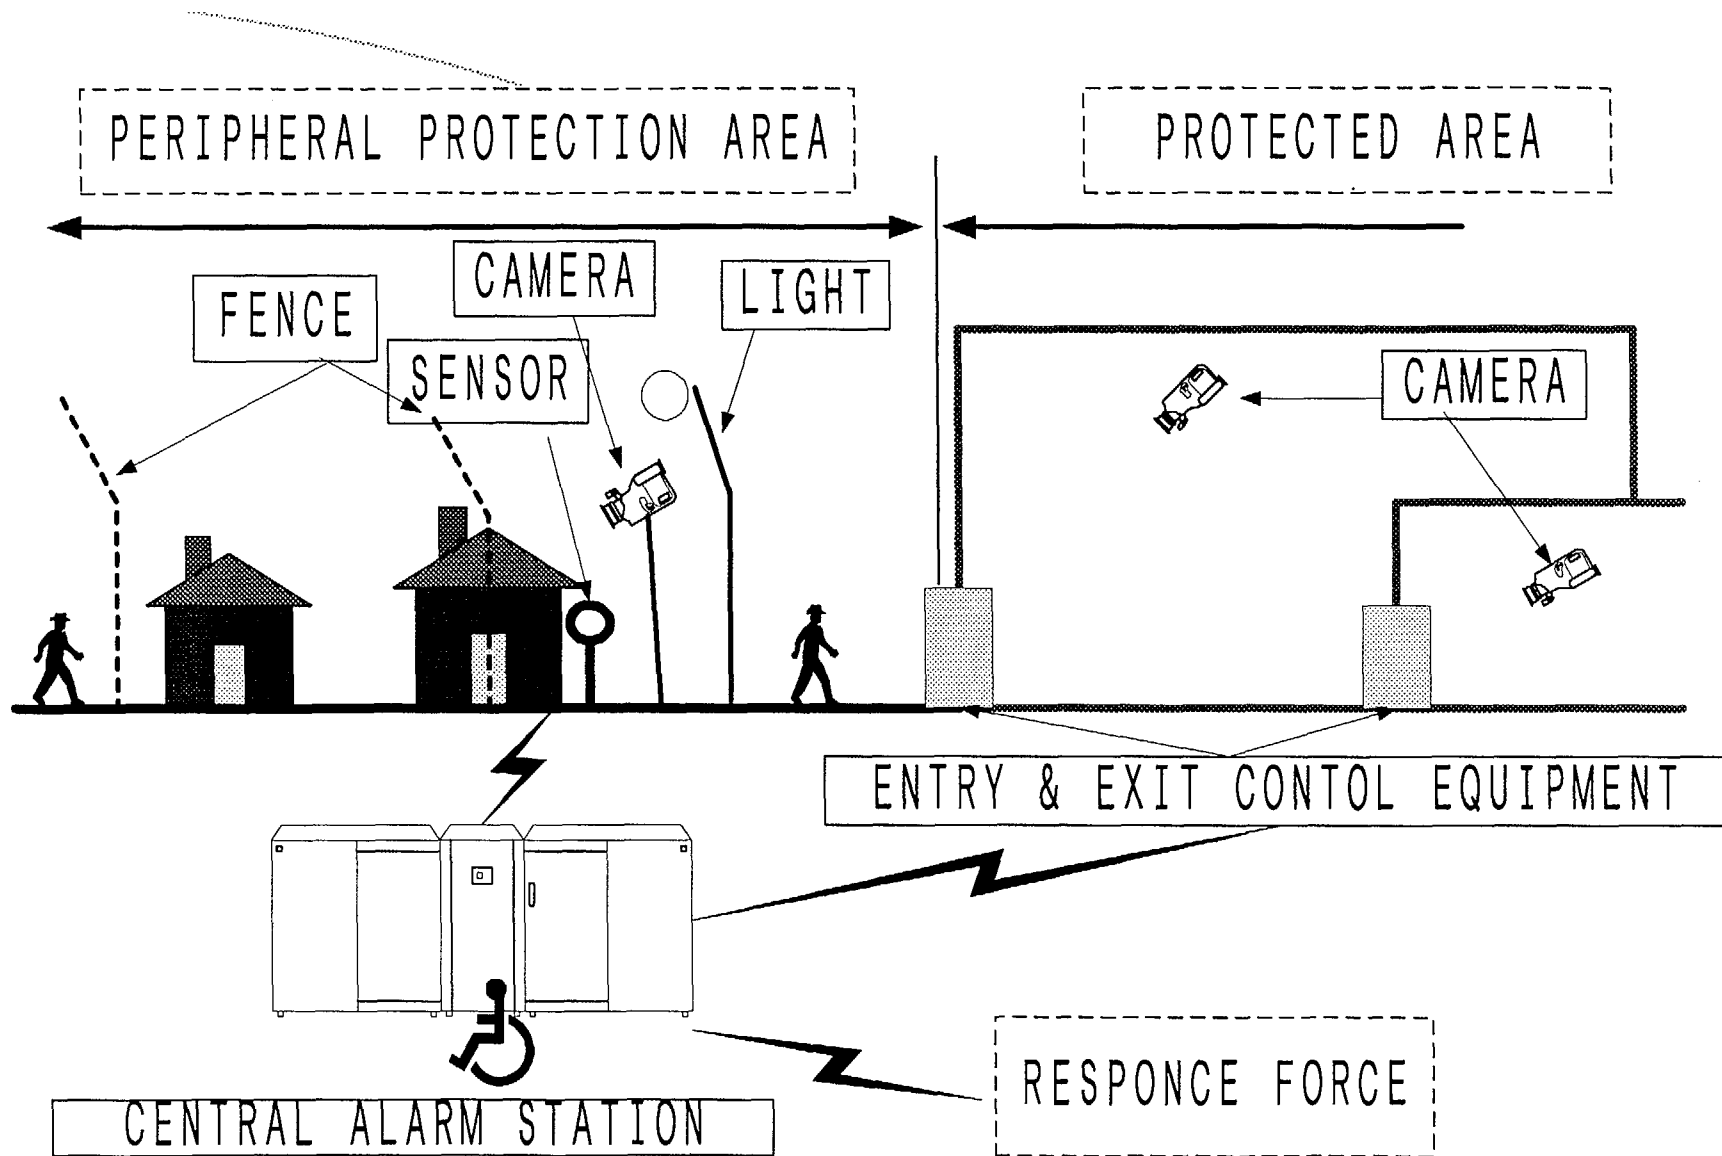 PERIPHERAL PROTECTION AREA
PROTECTED AREA
CAMERA
LIGHT
FENCE
SENSOR
CAMERA
ENTRY & EXIT CONTOL EQUIPMENT
RESPONCE FORCE
CENTRAL ALARM STATION